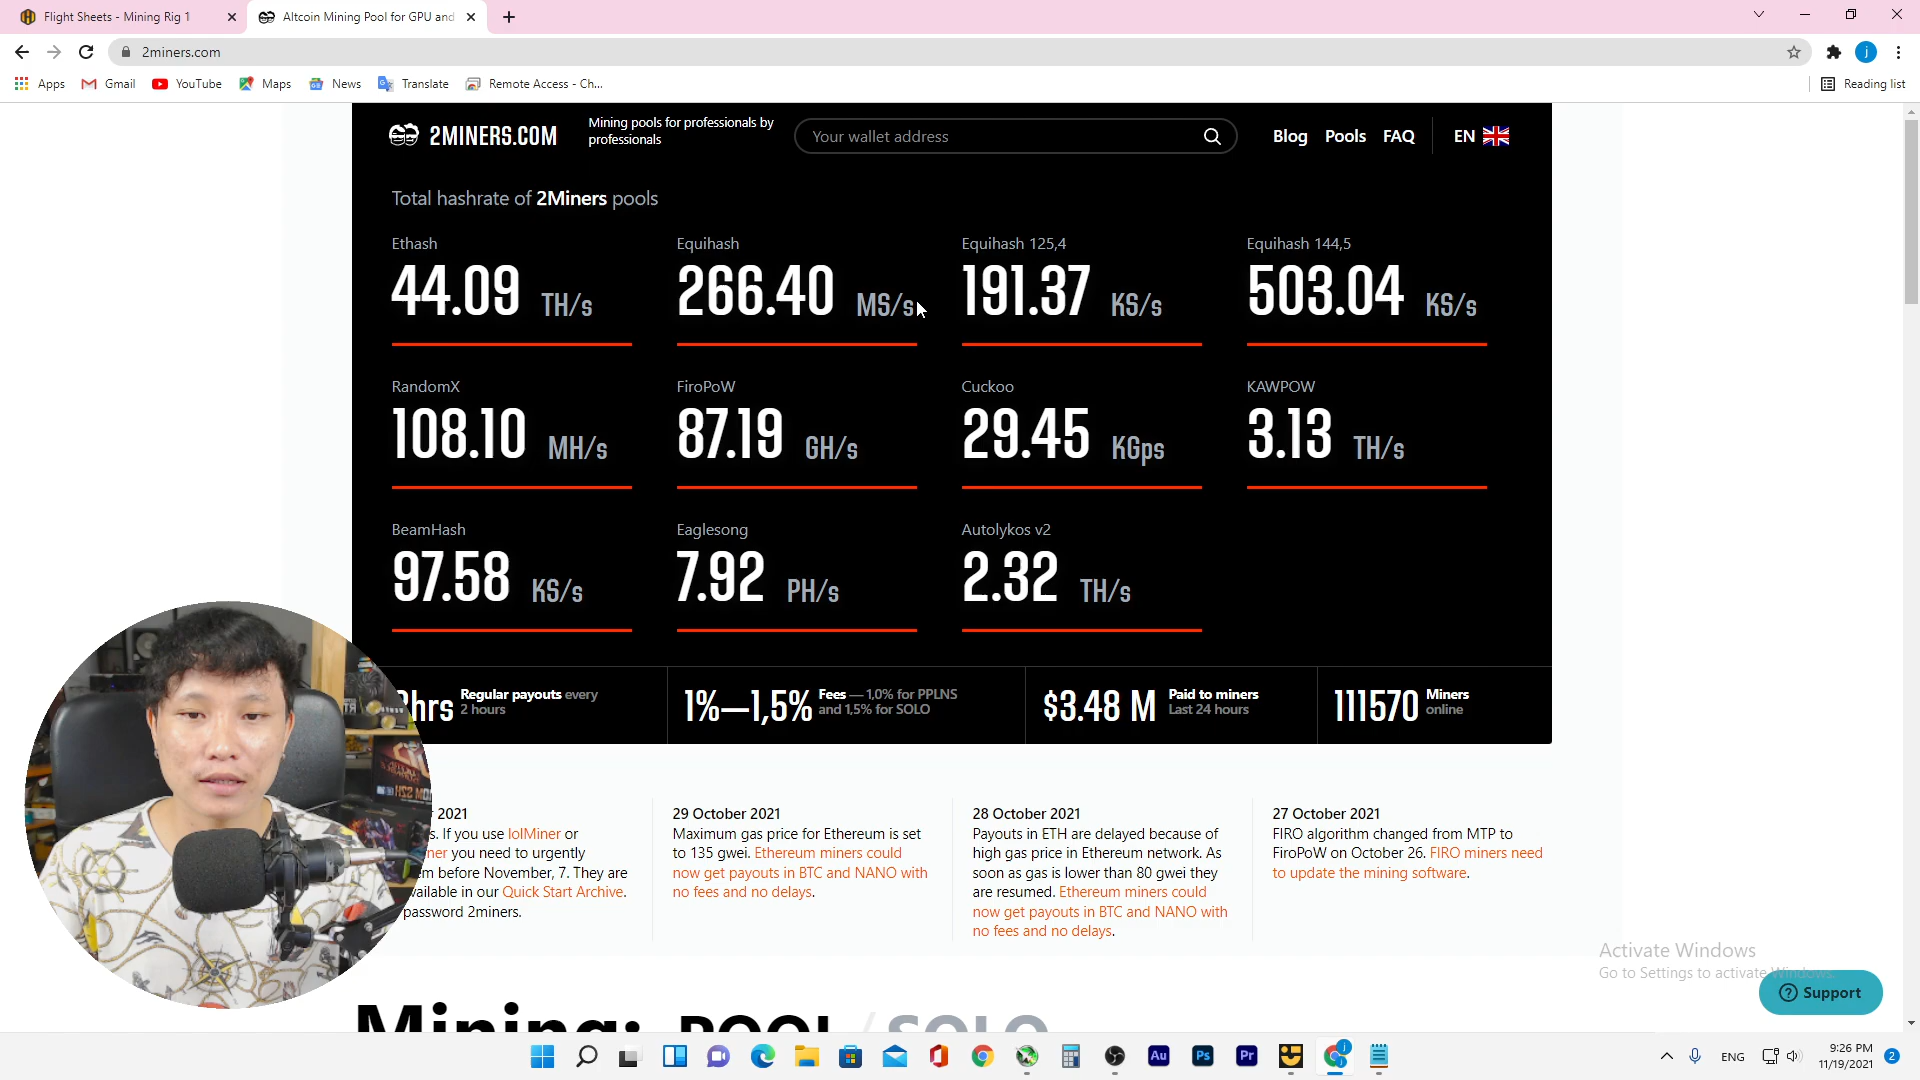 Flight Sheets - Mining Rig 1
Altcoin Mining Pool for GPU and
2miners.com
Apps
Gmail
YouTube
Maps
News
Translate
Remote Access - Ch...
Reading list
2MINERS.COM
Mining pools for professionals by
professionals
Your wallet address
Blog
Pools
FAQ
EN
Total hashrate of 2Miners pools
Ethash
44.09 TH/s
Equihash
266.40 MS/s
Equihash 125,4
191.37 KS/s
Equihash 144,5
503.04 KS/s
RandomX
108.10 MH/s
FiroPoW
87.19 GH/s
Cuckoo
29.45 KGps
KAWPOW
3.13 TH/s
BeamHash
97.58 KS/s
Eaglesong
7.92 PH/s
Autolykos v2
2.32 TH/s
hrs
Regular payouts every
2 hours
1%—1,5%
Fees — 1,0% for PPLNS
and 1,5% for SOLO
$3.48 M
Paid to miners
Last 24 hours
111570
Miners
online
2021
If you use lolMiner or
you need to urgently
before November, 7. They are
in our Quick Start Archive.
password 2miners.
29 October 2021
Maximum gas price for Ethereum is set
to 135 gwei. Ethereum miners could
now get payouts in BTC and NANO with
no fees and no delays.
28 October 2021
Payouts in ETH are delayed because of
high gas price in Ethereum network. As
soon as gas is lower than 80 gwei they
are resumed. Ethereum miners could
now get payouts in BTC and NANO with
no fees and no delays.
27 October 2021
FIRO algorithm changed from MTP to
FiroPoW on October 26. FIRO miners need
to update the mining software.
Mining: POOL / SOLO
Activate Windows
Go to Settings to activate Windows.
Support
Au
Ps
Pr
ENG
9:26 PM
11/19/2021
2